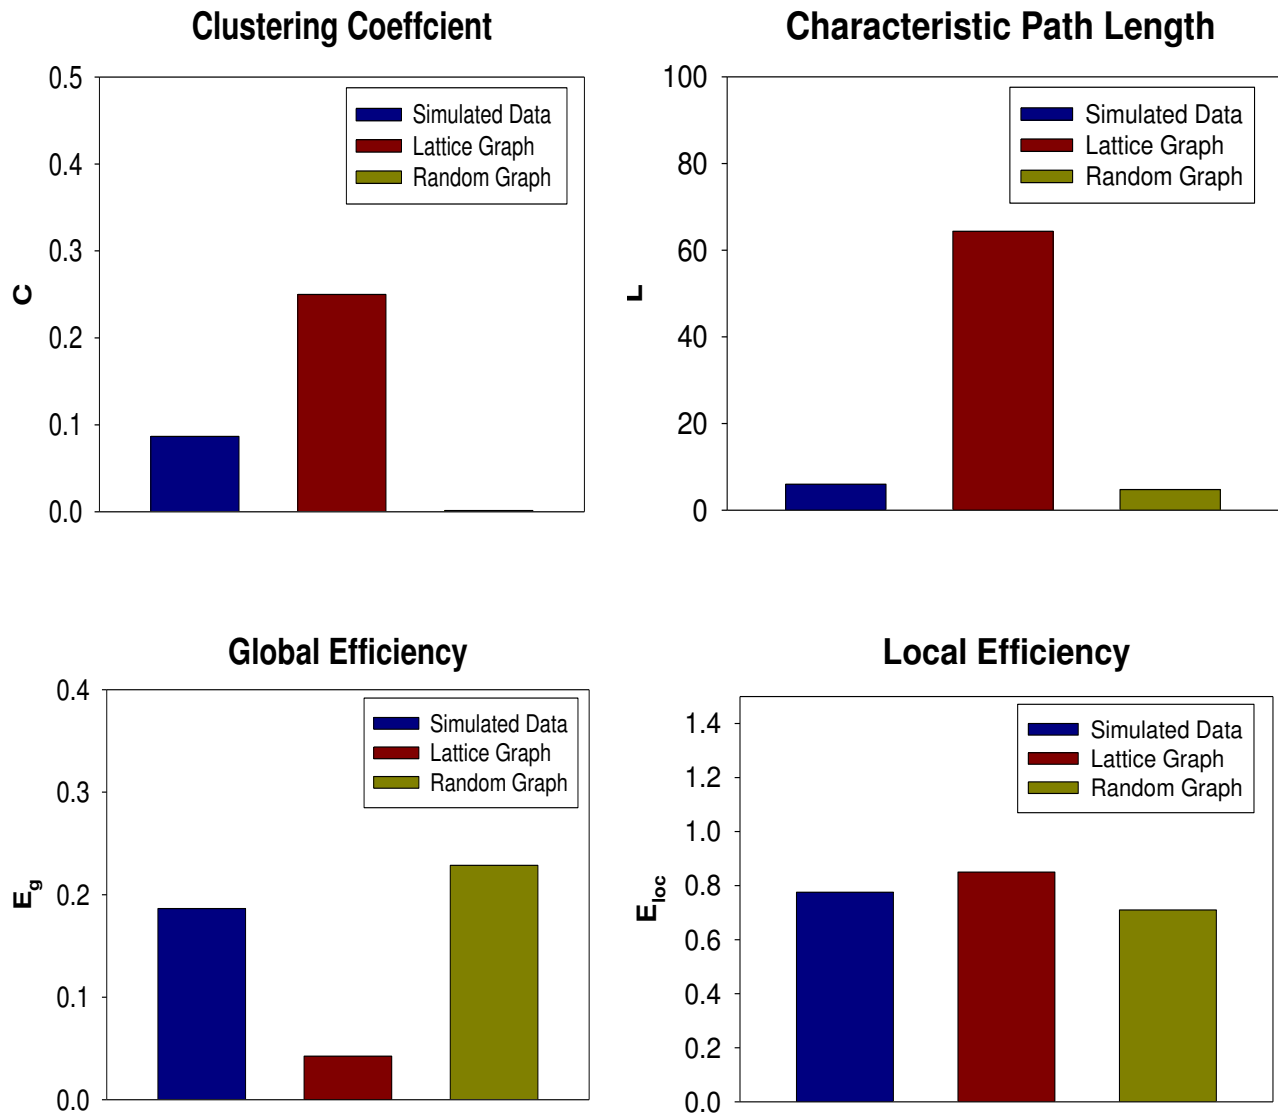 Clustering Coeffcient
0.5
0.4
0.3
0.2
0.1
0.0
C
Simulated Data
Lattice Graph
Random Graph
Characteristic Path Length
100
80
60
40
20
0
L
Simulated Data
Lattice Graph
Random Graph
Global Efficiency
0.4
0.3
0.2
0.1
0.0
E_g
Simulated Data
Lattice Graph
Random Graph
Local Efficiency
1.4
1.2
1.0
0.8
0.6
0.4
0.2
0.0
E_loc
Simulated Data
Lattice Graph
Random Graph